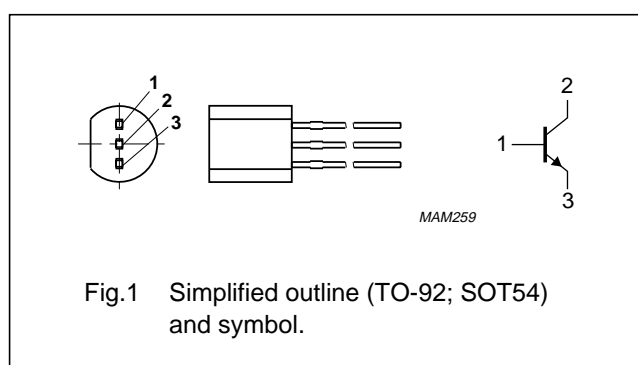 1
2
3
2
1
3
MAM259
Fig.1 Simplified outline (TO-92; SOT54)
and symbol.